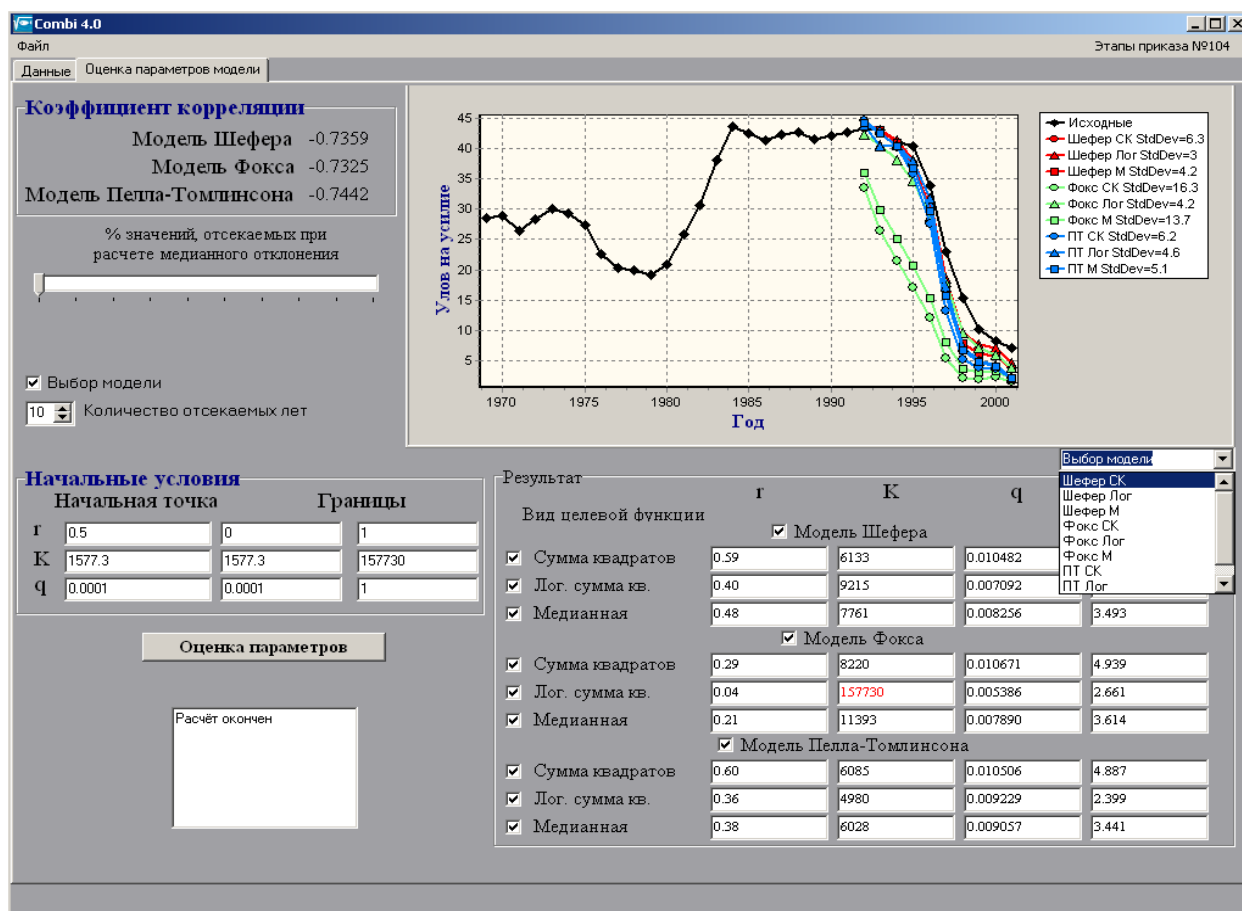 Combi 4.0
Файл
Этапы приказа №104
Данные
Оценка параметров модели
Коэффициент корреляции
Модель Шефера -0.7359
Модель Фокса -0.7325
Модель Пелла-Томлинсона -0.7442
% значений, отсекаемых при
расчете медианного отклонения
Выбор модели
10 Количество отсекаемых лет
Улов на усилие
45
40
35
30
25
20
15
10
5
1970 1975 1980 1985 1990 1995 2000
Год
Исходные
Шефер СК StdDev=6.3
Шефер Лог StdDev=3
Шефер М StdDev=4.2
Фокс СК StdDev=16.3
Фокс Лог StdDev=4.2
Фокс М StdDev=13.7
ПТ СК StdDev=6.2
ПТ Лог StdDev=4.6
ПТ М StdDev=5.1
Начальные условия
Начальная точка Границы
r 0.5 0 1
K 1577.3 1577.3 157730
q 0.0001 0.0001 1
Оценка параметров
Расчёт окончен
Выбор модели
Шефер СК
Шефер Лог
Шефер М
Фокс СК
Фокс Лог
Фокс М
ПТ СК
ПТ Лог
Результат
r K q
Вид целевой функции
Модель Шефера
Сумма квадратов 0.59 6133 0.010482
Лог. сумма кв. 0.40 9215 0.007092
Медианная 0.48 7761 0.008256 3.493
Модель Фокса
Сумма квадратов 0.29 8220 0.010671 4.939
Лог. сумма кв. 0.04 157730 0.005386 2.661
Медианная 0.21 11393 0.007890 3.614
Модель Пелла-Томлинсона
Сумма квадратов 0.60 6085 0.010506 4.887
Лог. сумма кв. 0.36 4980 0.009229 2.399
Медианная 0.38 6028 0.009057 3.441